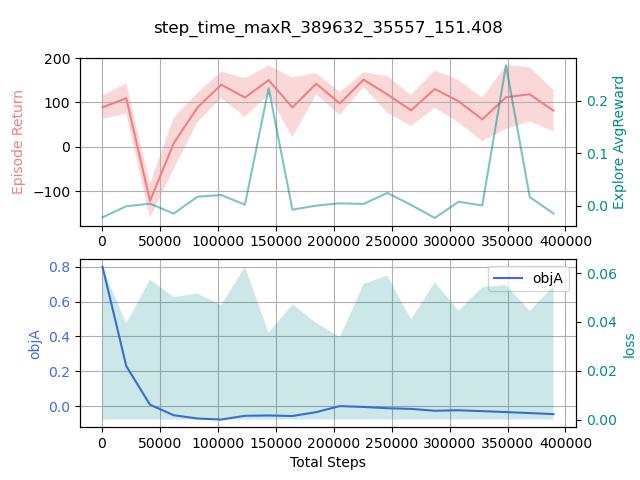 step_time_maxR_389632_35557_151.408
200
100
0
−100
Episode Return
0.2
0.1
0.0
Explore AvgReward
0 50000 100000 150000 200000 250000 300000 350000 400000
0.8
0.6
0.4
0.2
0.0
objA
objA
0.06
0.04
0.02
0.00
loss
0 50000 100000 150000 200000 250000 300000 350000 400000
Total Steps